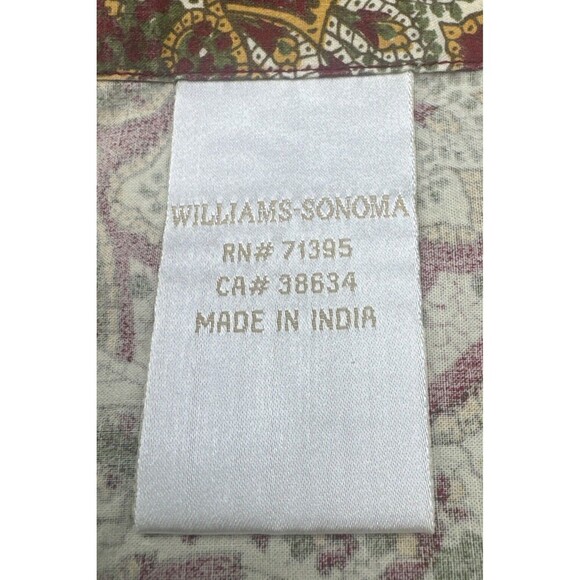 WILLIAMS-SONOMA
RN# 71395
CA# 38634
MADE IN INDIA